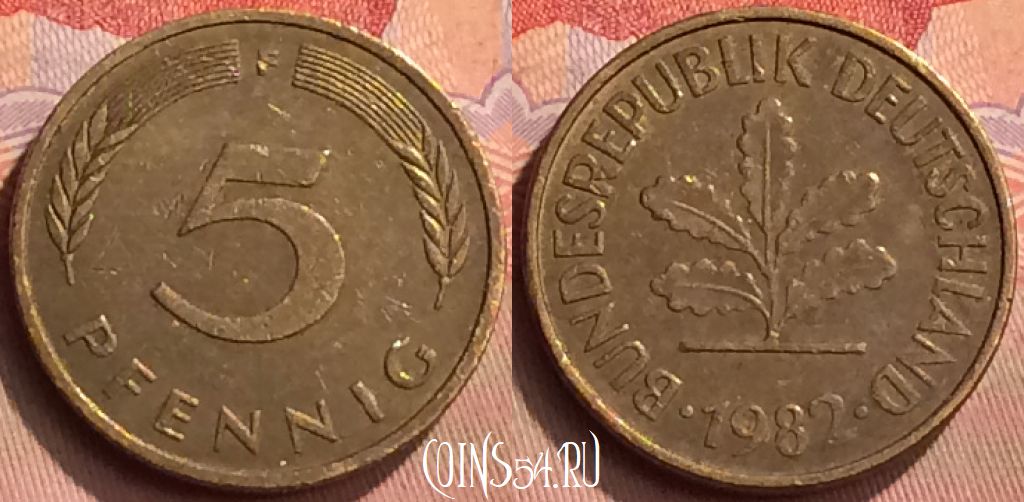 F
5
PFENNIG
BUNDESREPUBLIK DEUTSCHLAND
· 1982 ·
COINS54.RU